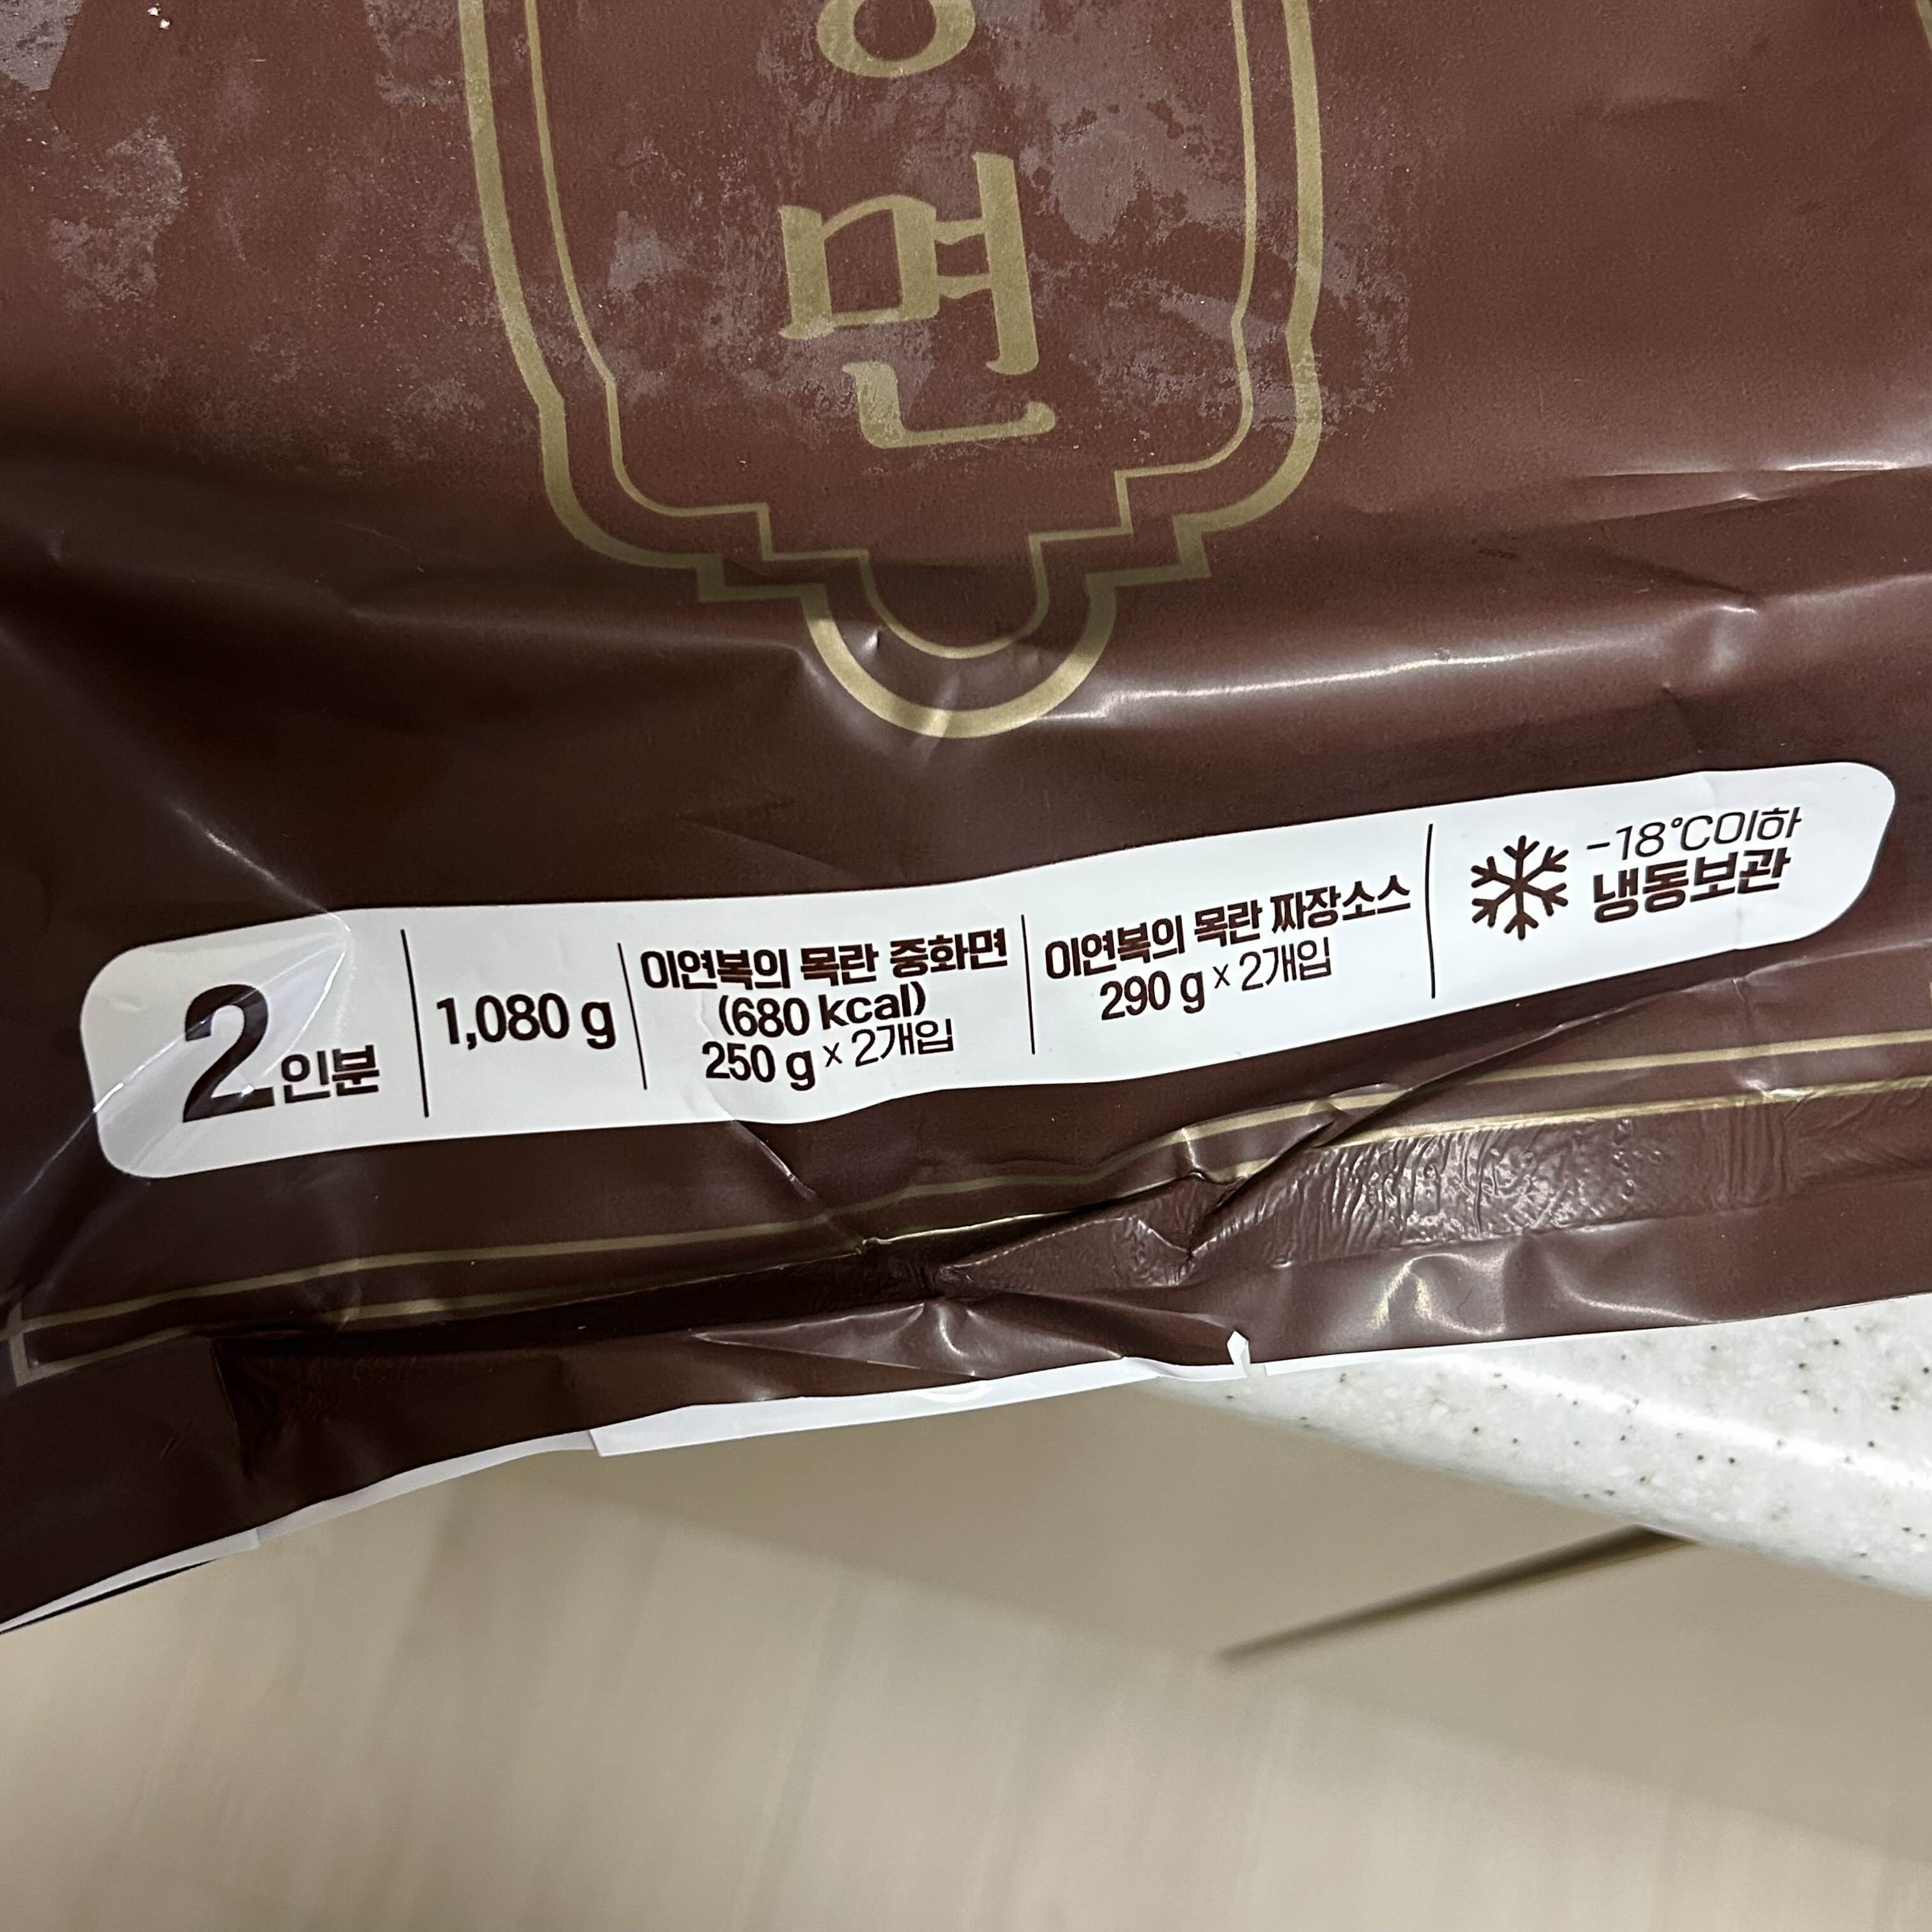 면
2인분
1,080 g
이연복의 목란 중화면
(680 kcal)
250 g x 2개입
이연복의 목란 짜장소스
290 g x 2개입
-18℃이하
냉동보관